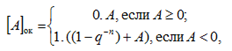 [A]ок = { 0. A, если A ≥ 0;
1.((1−q⁻ⁿ)+A), если A < 0,